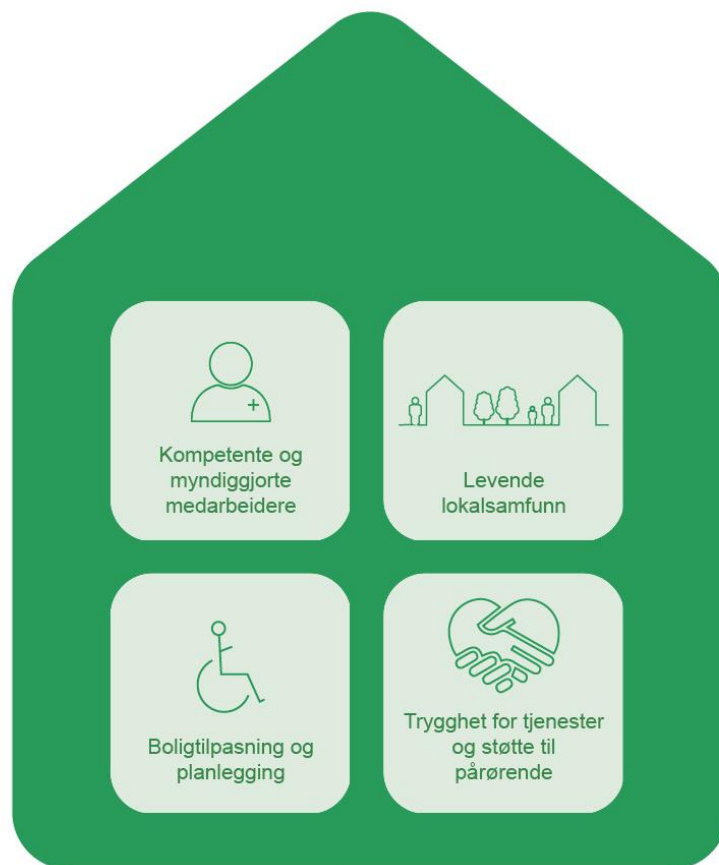 Kompetente og
myndiggjorte
medarbeidere
Levende
lokalsamfunn
Boligtilpasning og
planlegging
Trygghet for tjenester
og støtte til
pårørende